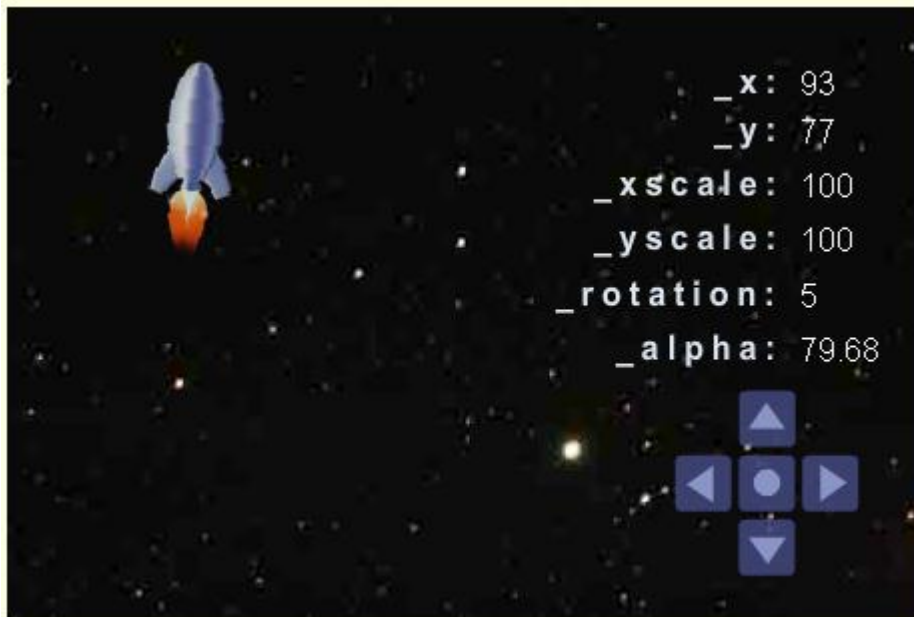 _x: 93
_y: 77
_xscale: 100
_yscale: 100
_rotation: 5
_alpha: 79.68